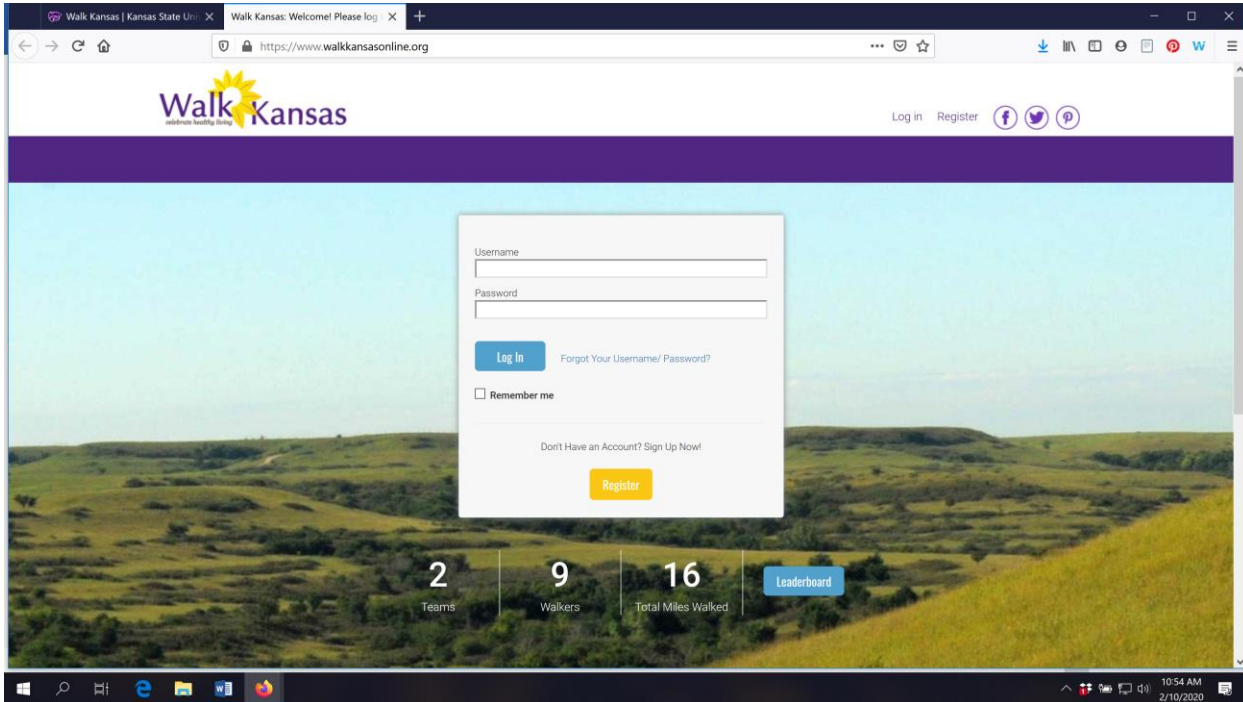 Walk Kansas | Kansas State Uni
Walk Kansas: Welcome! Please log
https://www.walkkansasonline.org
W
Walk Kansas
celebrate healthy living
Log in Register
Username
Password
Log In Forgot Your Username/ Password?
Remember me
Don't Have an Account? Sign Up Now!
Register
2 9 16 Leaderboard
Teams Walkers Total Miles Walked
10:54 AM
2/10/2020